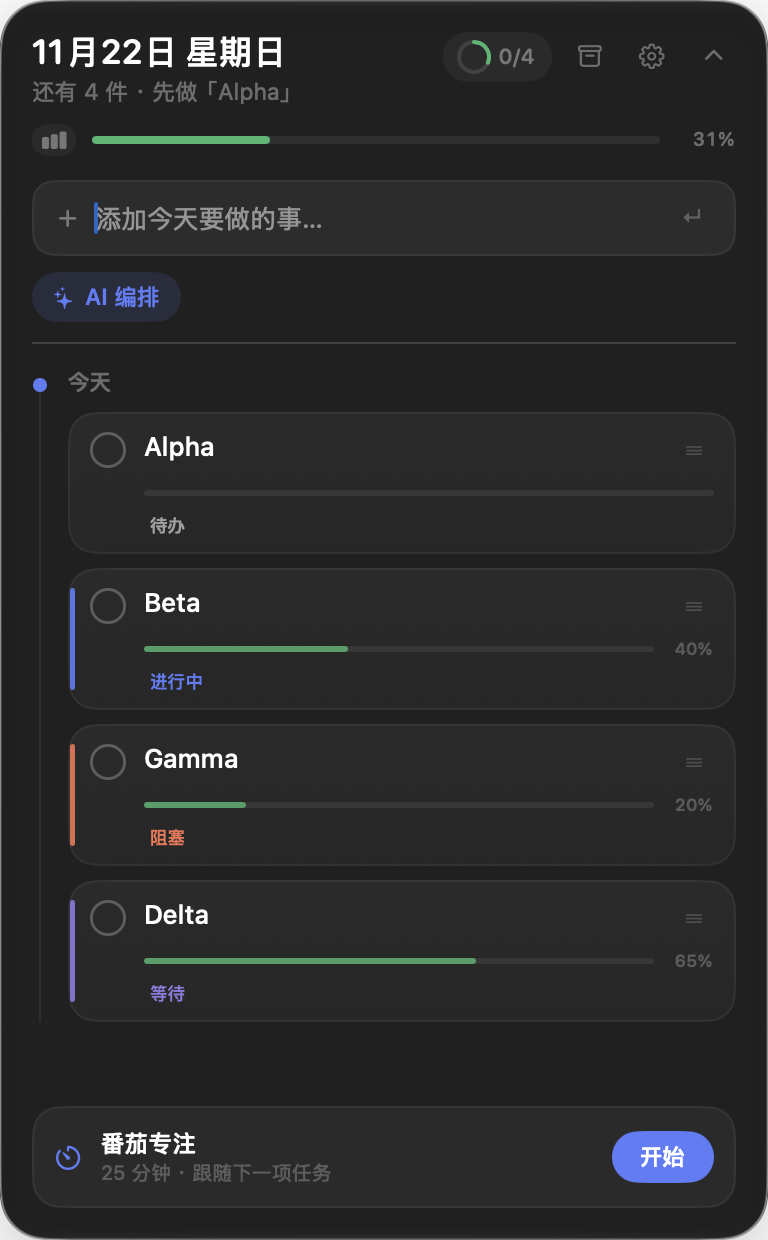 11月22日 星期日
0/4
还有 4 件 · 先做「Alpha」
31%
添加今天要做的事...
AI 编排
今天
Alpha
待办
Beta
40%
进行中
Gamma
20%
阻塞
Delta
65%
等待
番茄专注
25 分钟 · 跟随下一项任务
开始